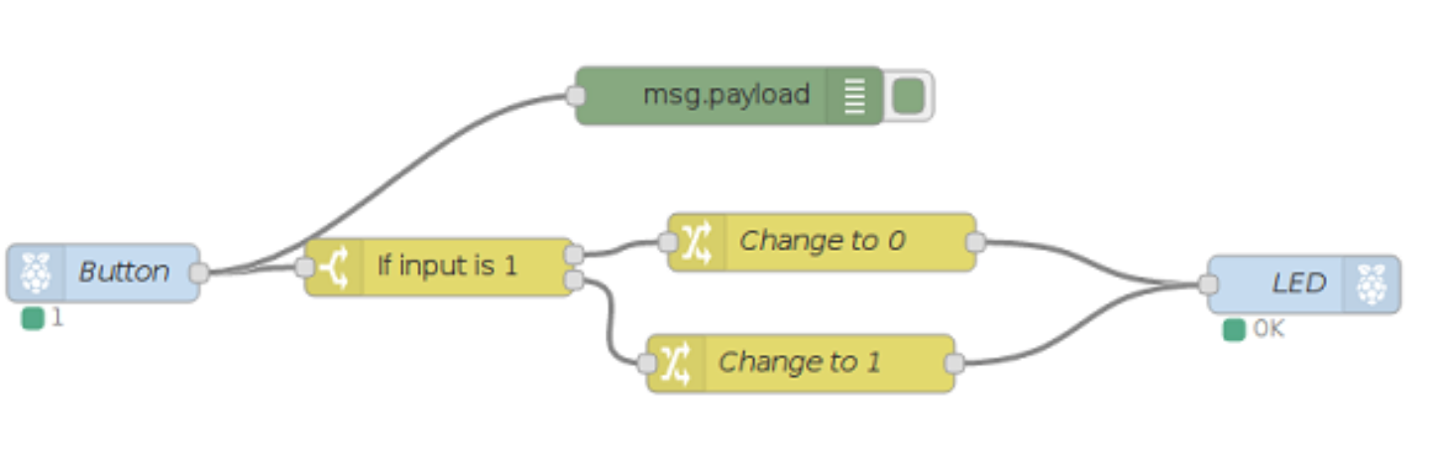 msg.payload
Button
If input is 1
Change to 0
LED
1
OK
Change to 1